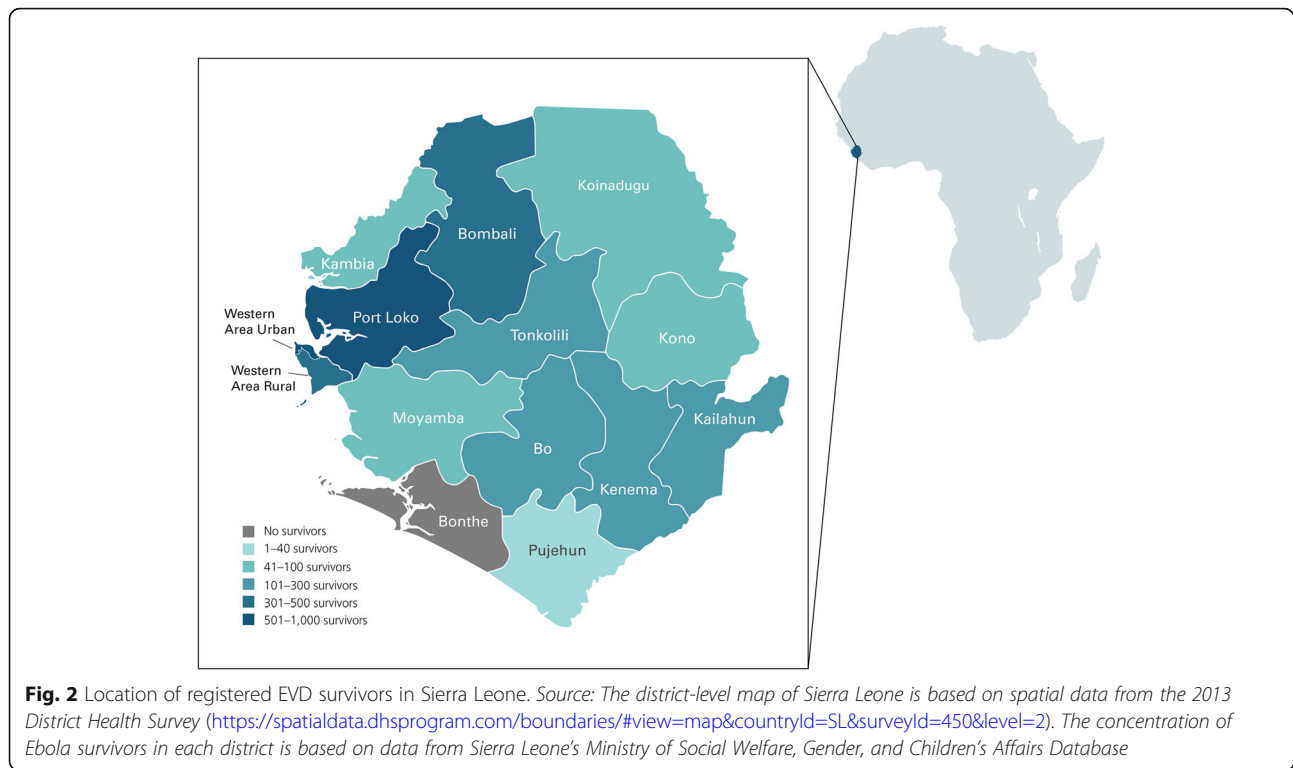 Koinadugu
Bombali
Kambia
Western
Area Urban
Port Loko
Tonkolili
Kono
Western
Area Rural
Moyamba
Kailahun
Bo
Kenema
Bonthe
Pujehun
No survivors
1–40 survivors
41–100 survivors
101–300 survivors
301–500 survivors
501–1,000 survivors
Fig. 2 Location of registered EVD survivors in Sierra Leone. Source: The district-level map of Sierra Leone is based on spatial data from the 2013
District Health Survey (https://spatialdata.dhsprogram.com/boundaries/#view=map&countryId=SL&surveyId=450&level=2). The concentration of
Ebola survivors in each district is based on data from Sierra Leone's Ministry of Social Welfare, Gender, and Children's Affairs Database